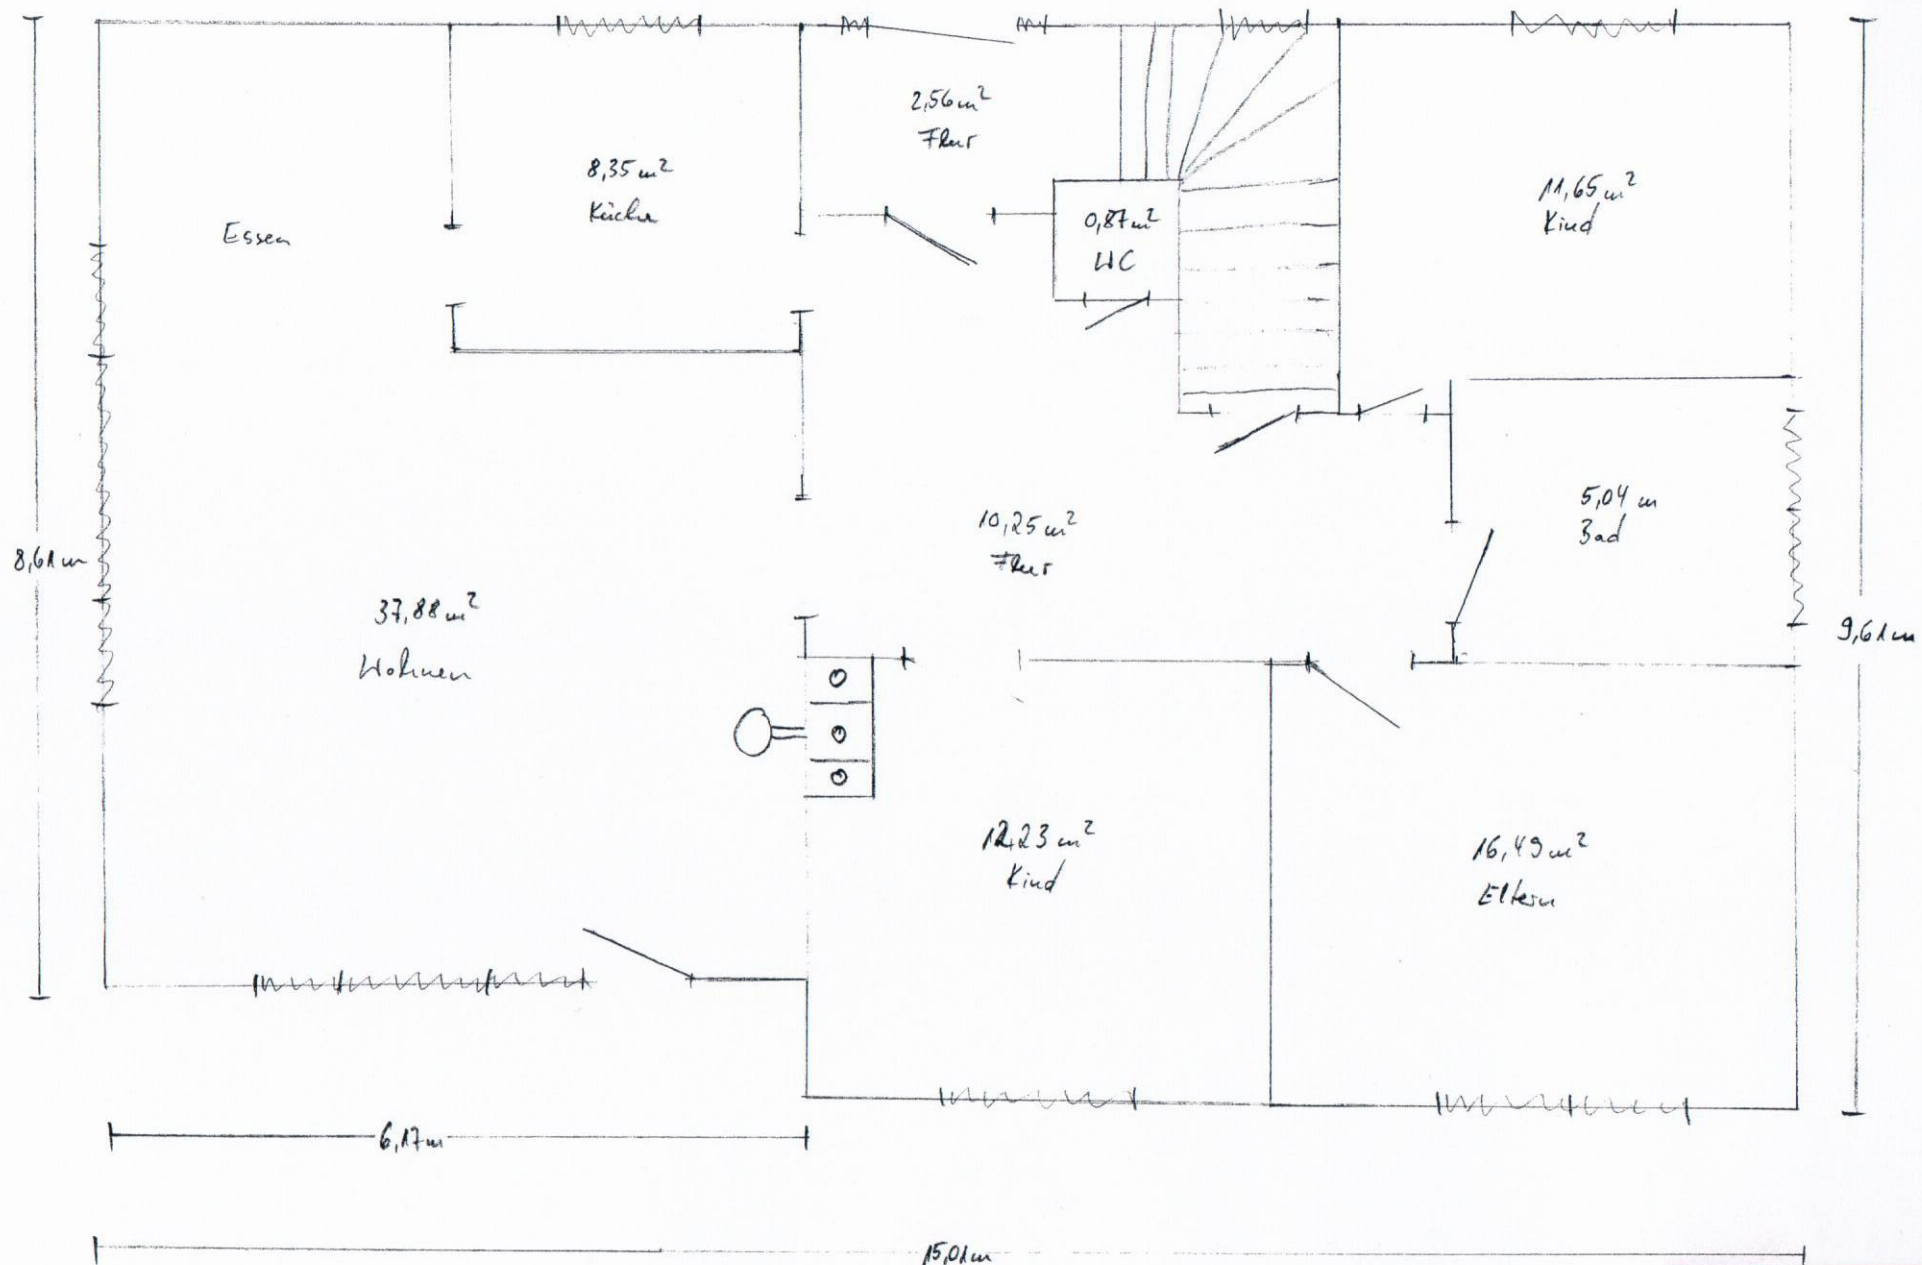 2,56 m²
Flur
8,35 m²
Küche
11,65 m²
Kind
0,87 m²
WC
Essen
5,04 m
Bad
10,25 m²
Flur
8,61 m
37,88 m²
Wohnen
9,61 m
12,23 m²
Kind
16,49 m²
Eltern
6,17 m
15,01 m